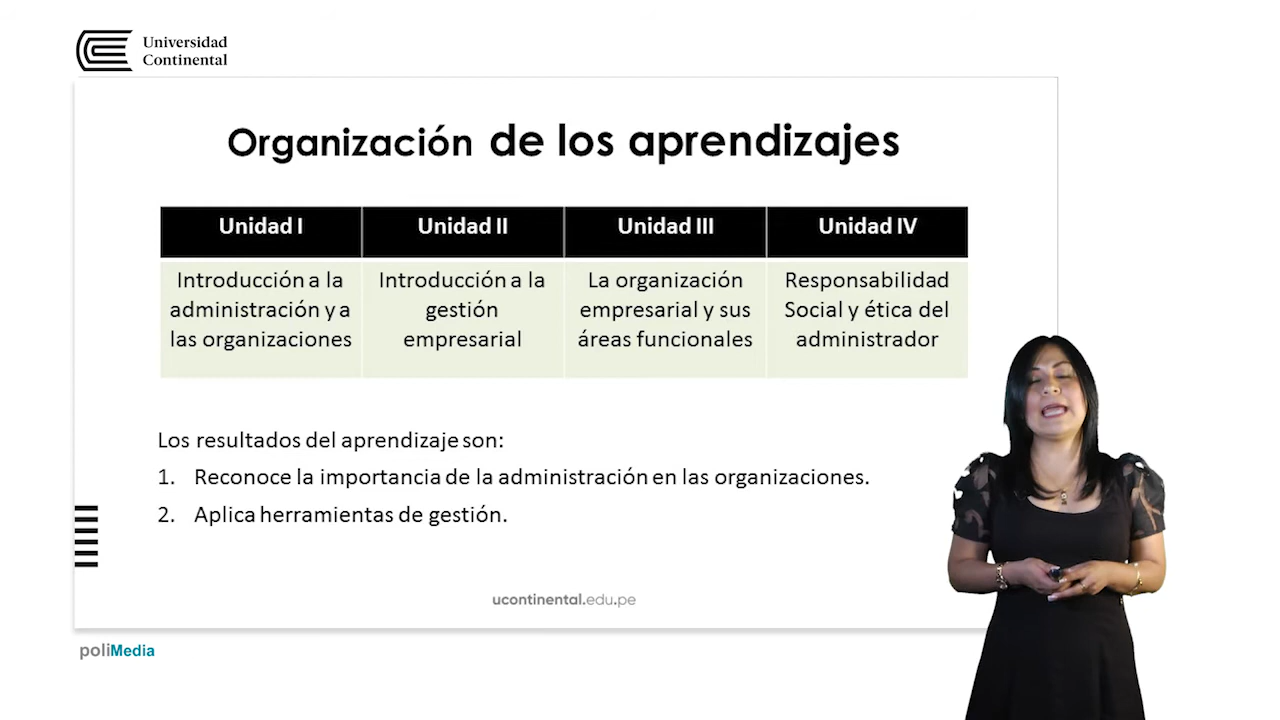 Universidad
Continental
Organización de los aprendizajes
Unidad I
Unidad II
Unidad III
Unidad IV
Introducción a la
administración y a
las organizaciones
Introducción a la
gestión
empresarial
La organización
empresarial y sus
áreas funcionales
Responsabilidad
Social y ética del
administrador
Los resultados del aprendizaje son:
1. Reconoce la importancia de la administración en las organizaciones.
2. Aplica herramientas de gestión.
ucontinental.edu.pe
poliMedia